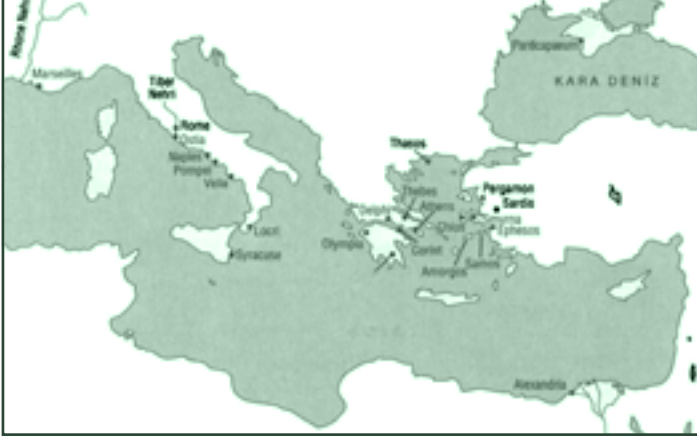 Rhone Nehri
Marseilles
Tiber
Nehri
Rome
Ostia
Naples
Pompei
Velia
Locri
Syracuse
Panticapaeum
KARA DENİZ
Thasos
Thebes
Delphi
Athens
Pergamon
Sardis
Chios
Ephesos
Olympia
Corint
Amorgos
Samos
Alexandria